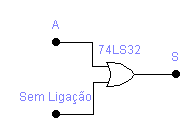 A
74LS32
S
Sem Ligação